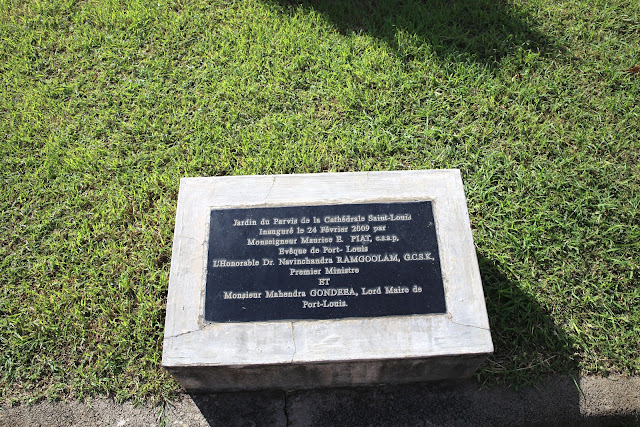 Jardin du Parvis de la Cathédrale Saint-Louis
Inauguré le 24 Février 2009 par
Monseigneur Maurice E. PIAT, c.s.s.p,
Evêque de Port- Louis
L'Honorable Dr. Navinchandra RAMGOOLAM, G.C.S.K,
Premier Ministre
ET
Monsieur Mahendra GONDEEA, Lord Maire de
Port-Louis.